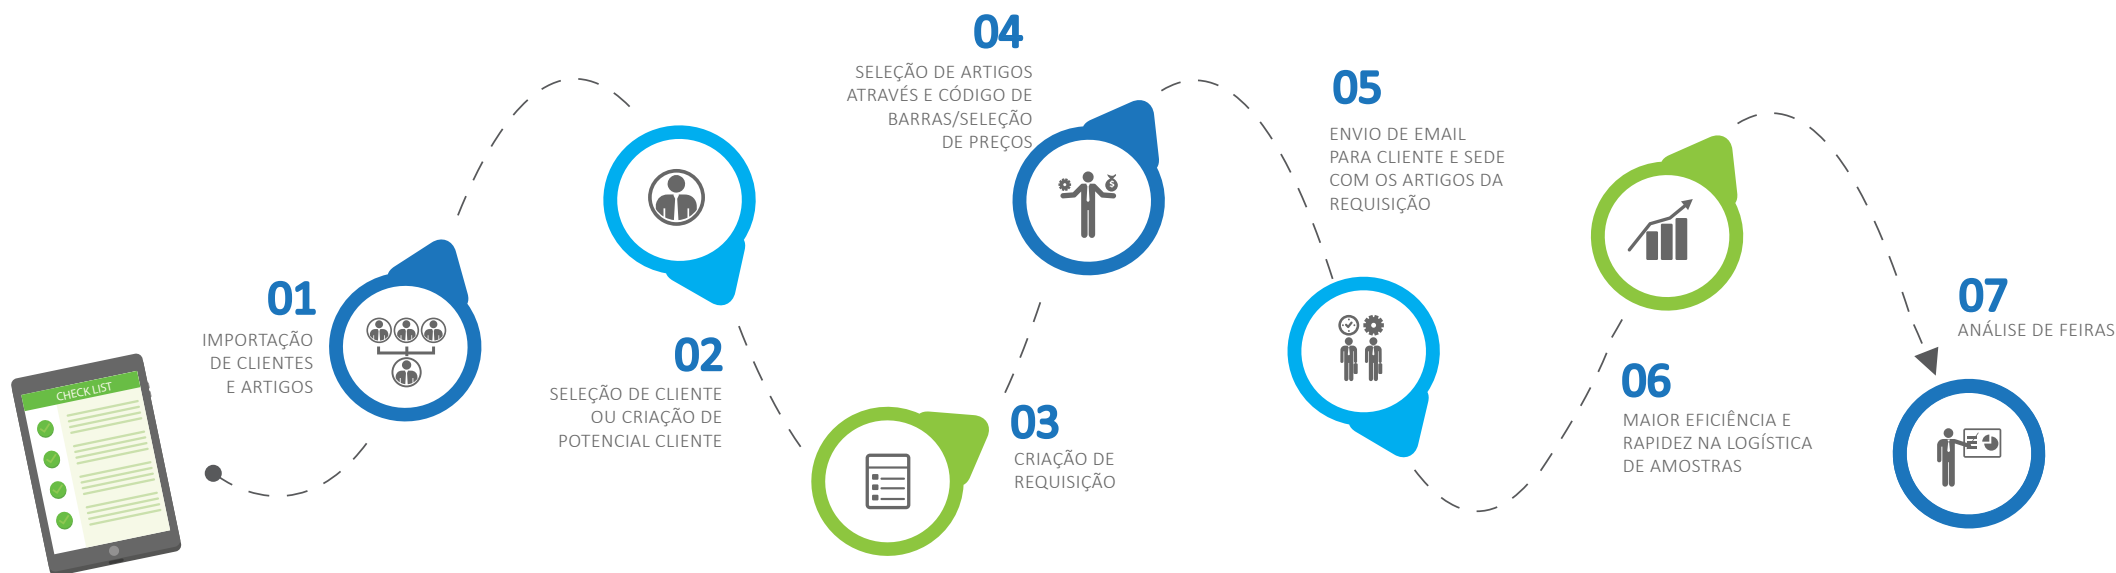 CHECK LIST
01
IMPORTAÇÃO
DE CLIENTES
E ARTIGOS
02
SELEÇÃO DE CLIENTE
OU CRIAÇÃO DE
POTENCIAL CLIENTE
03
CRIAÇÃO DE
REQUISIÇÃO
04
SELEÇÃO DE ARTIGOS
ATRAVÉS E CÓDIGO DE
BARRAS/SELEÇÃO
DE PREÇOS
05
ENVIO DE EMAIL
PARA CLIENTE E SEDE
COM OS ARTIGOS DA
REQUISIÇÃO
06
MAIOR EFICIÊNCIA E
RAPIDEZ NA LOGÍSTICA
DE AMOSTRAS
07
ANÁLISE DE FEIRAS